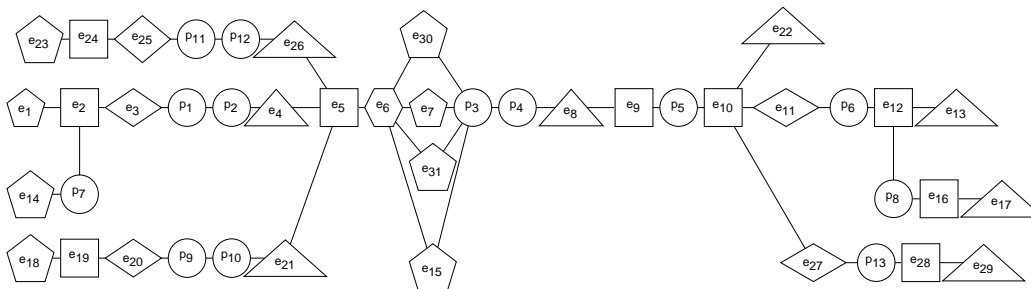 e22
e30
e23 e24 e25 p11 p12 e26
e1 e2 e3 p1 p2 e4 e5 e6 e7 p3 p4 e8 e9 p5 e10 e11 p6 e12 e13
e31
e14 p7 p8 e16 e17
e18 e19 e20 p9 p10 e21 e15 e27 p13 e28 e29